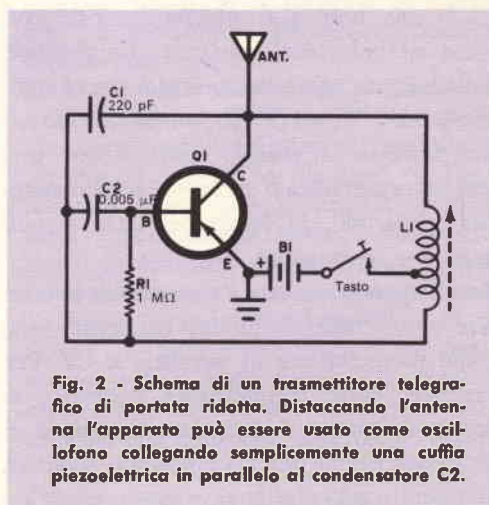 ANT.
C1
220 pF
Q1
C
C2
0,005 µF
B
E
R1
1 MΩ
+
B1
Tasto
L1
Fig. 2 - Schema di un trasmettitore telegra-
fico di portata ridotta. Distaccando l'anten-
na l'apparato può essere usato come oscil-
lofono collegando semplicemente una cuffia
piezoelettrica in parallelo al condensatore C2.